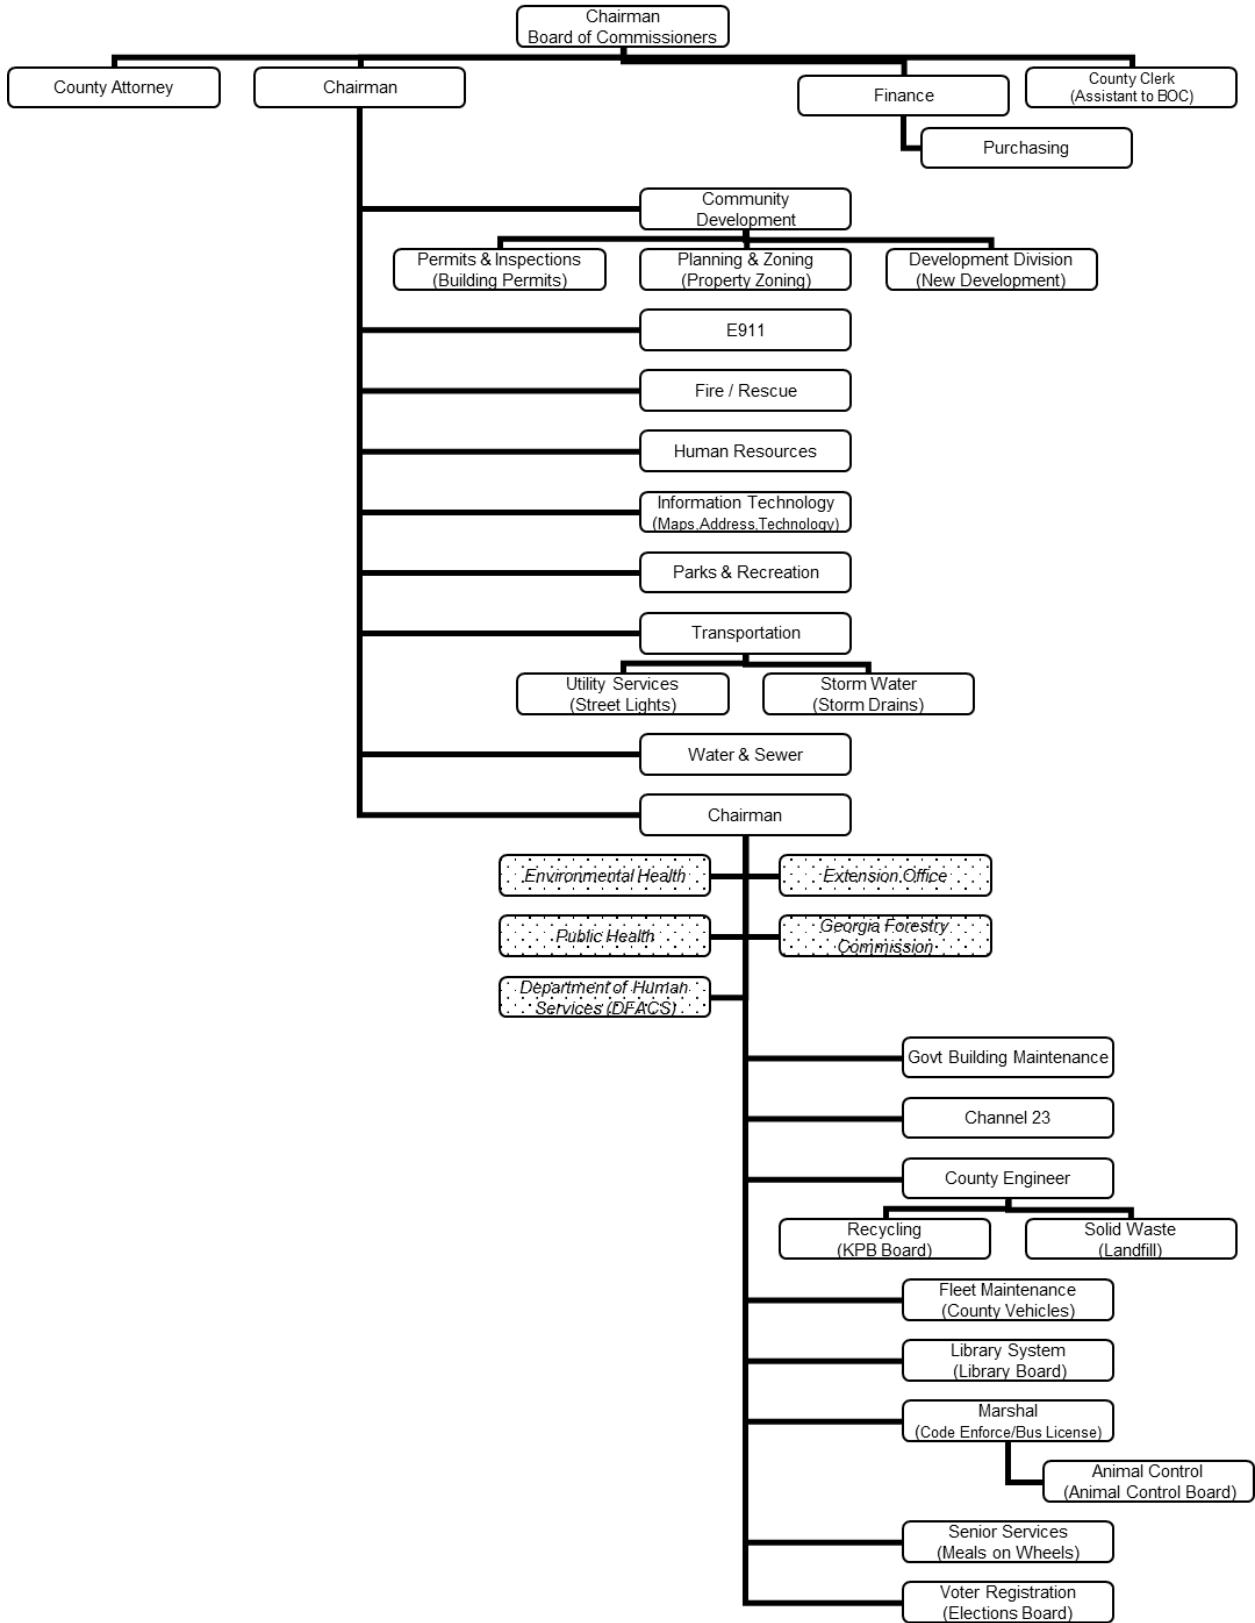 Chairman
Board of Commissioners
County Attorney
Chairman
Finance
County Clerk
(Assistant to BOC)
Purchasing
Community
Development
Permits & Inspections
(Building Permits)
Planning & Zoning
(Property Zoning)
Development Division
(New Development)
E911
Fire / Rescue
Human Resources
Information Technology
(Maps,Address,Technology)
Parks & Recreation
Transportation
Utility Services
(Street Lights)
Storm Water
(Storm Drains)
Water & Sewer
Chairman
Environmental Health
Extension Office
Public Health
Georgia Forestry
Commission
Department of Human
Services (DFACS)
Govt Building Maintenance
Channel 23
County Engineer
Recycling
(KPB Board)
Solid Waste
(Landfill)
Fleet Maintenance
(County Vehicles)
Library System
(Library Board)
Marshal
(Code Enforce/Bus License)
Animal Control
(Animal Control Board)
Senior Services
(Meals on Wheels)
Voter Registration
(Elections Board)